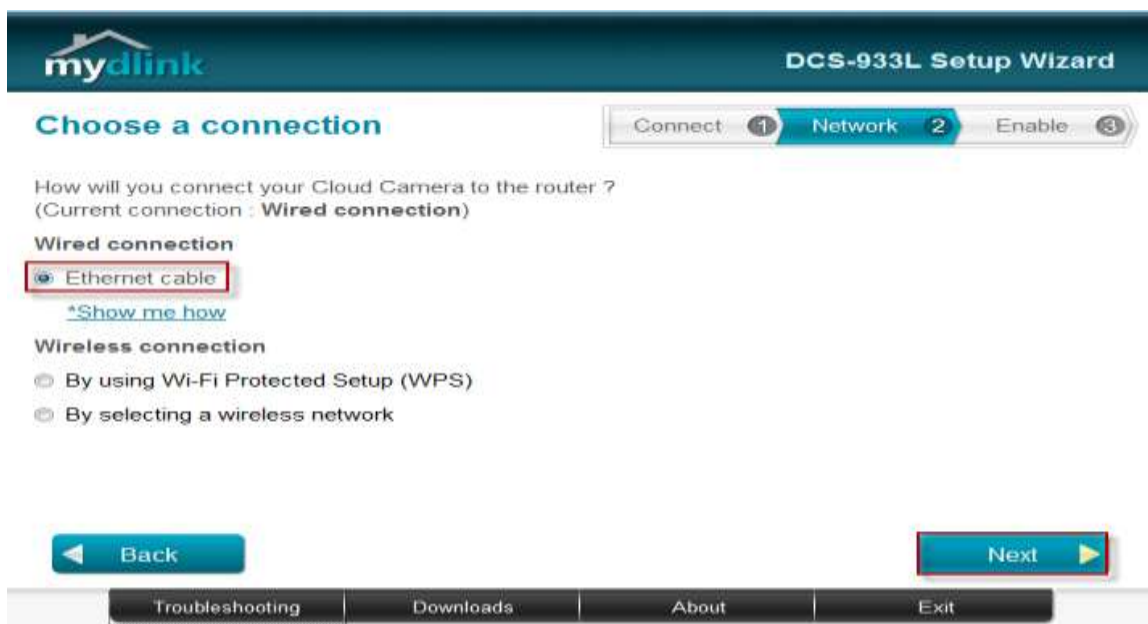 mydlink
DCS-933L Setup Wizard
Choose a connection
Connect 1 Network 2 Enable 3
How will you connect your Cloud Camera to the router ?
(Current connection : Wired connection)
Wired connection
Ethernet cable
*Show me how
Wireless connection
By using Wi-Fi Protected Setup (WPS)
By selecting a wireless network
Back
Next
Troubleshooting
Downloads
About
Exit